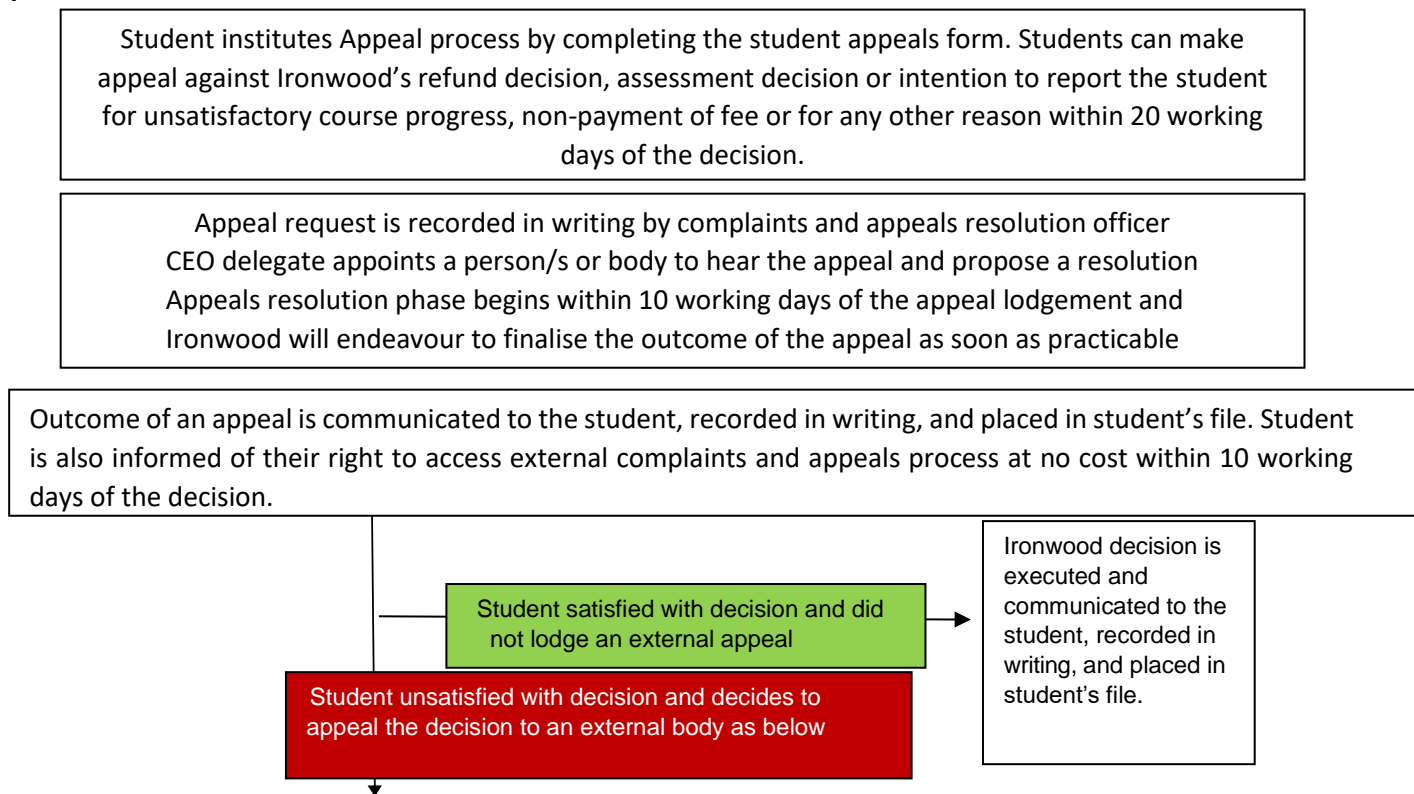 Student institutes Appeal process by completing the student appeals form. Students can make
appeal against Ironwood’s refund decision, assessment decision or intention to report the student
for unsatisfactory course progress, non-payment of fee or for any other reason within 20 working
days of the decision.
Appeal request is recorded in writing by complaints and appeals resolution officer
CEO delegate appoints a person/s or body to hear the appeal and propose a resolution
Appeals resolution phase begins within 10 working days of the appeal lodgement and
Ironwood will endeavour to finalise the outcome of the appeal as soon as practicable
Outcome of an appeal is communicated to the student, recorded in writing, and placed in student’s file. Student
is also informed of their right to access external complaints and appeals process at no cost within 10 working
days of the decision.
Student satisfied with decision and did
not lodge an external appeal
Ironwood decision is
executed and
communicated to the
student, recorded in
writing, and placed in
student’s file.
Student unsatisfied with decision and decides to
appeal the decision to an external body as below